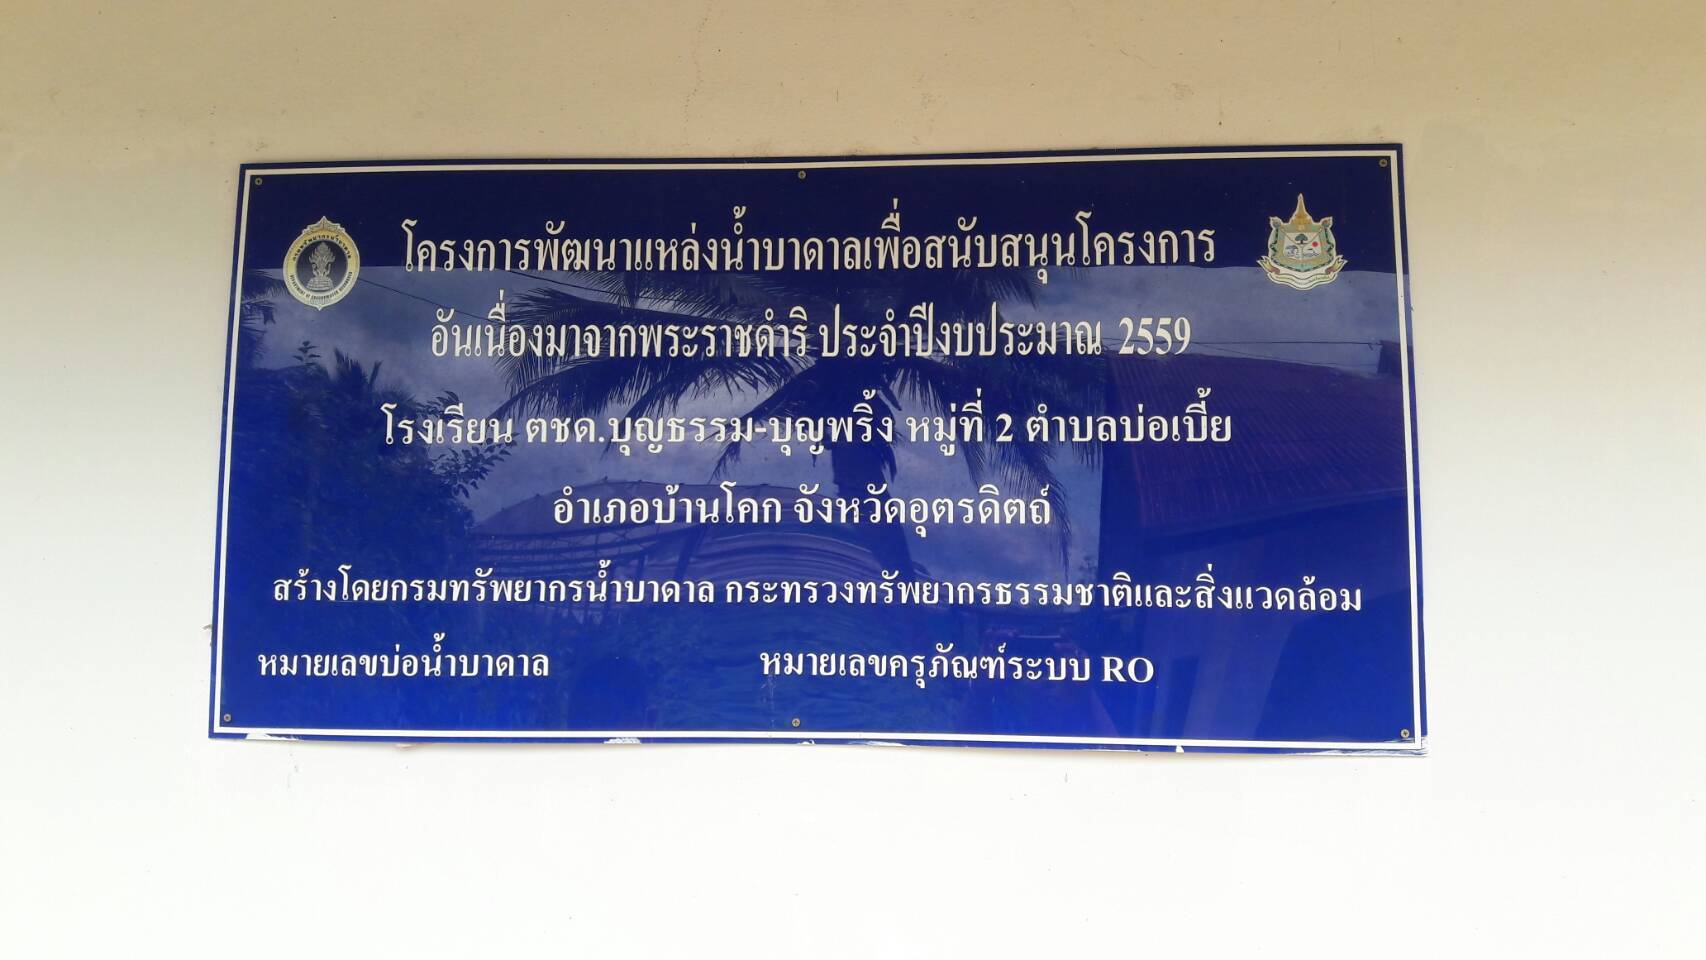 โครงการพัฒนาแหล่งน้ำบาดาลเพื่อสนับสนุนโครงการ
อันเนื่องมาจากพระราชดำริ ประจำปีงบประมาณ 2559
โรงเรียน ตชด.บุญธรรม-บุญพริ้ง หมู่ที่ 2 ตำบลบ่อเบี้ย
อำเภอบ้านโคก จังหวัดอุตรดิตถ์
สร้างโดยกรมทรัพยากรน้ำบาดาล กระทรวงทรัพยากรธรรมชาติและสิ่งแวดล้อม
หมายเลขบ่อน้ำบาดาล หมายเลขครุภัณฑ์ระบบ RO